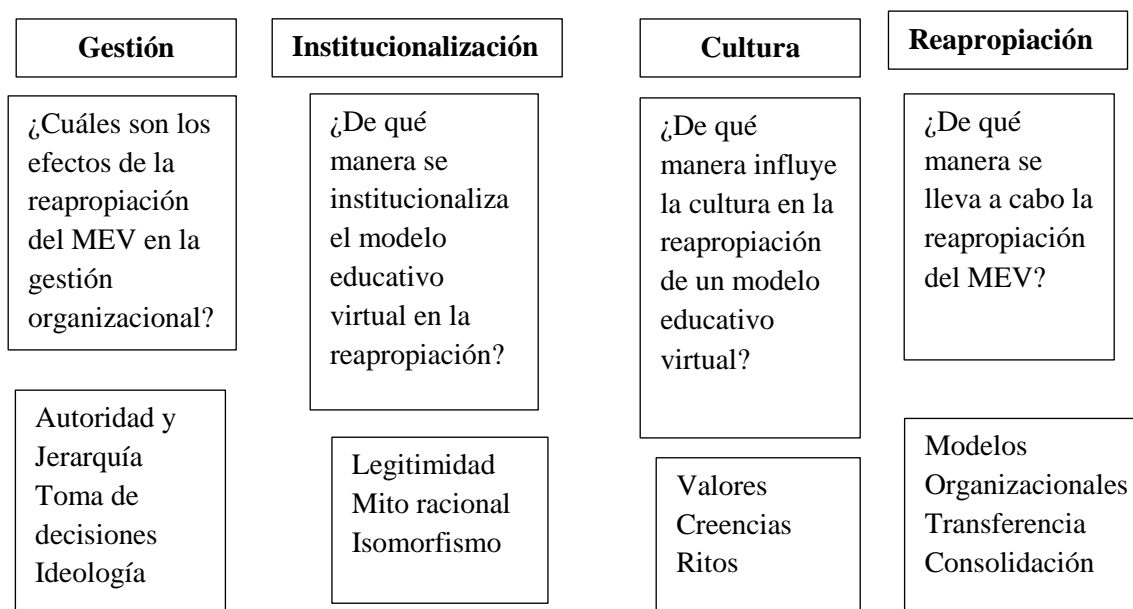 Gestión
¿Cuáles son los
efectos de la
reapropiación
del MEV en la
gestión
organizacional?
Autoridad y
Jerarquía
Toma de
decisiones
Ideología
Institucionalización
¿De qué
manera se
institucionaliza
el modelo
educativo
virtual en la
reapropiación?
Legitimidad
Mito racional
Isomorfismo
Cultura
¿De qué
manera influye
la cultura en la
reapropiación
de un modelo
educativo
virtual?
Valores
Creencias
Ritos
Reapropiación
¿De qué
manera se
lleva a cabo la
reapropiación
del MEV?
Modelos
Organizacionales
Transferencia
Consolidación